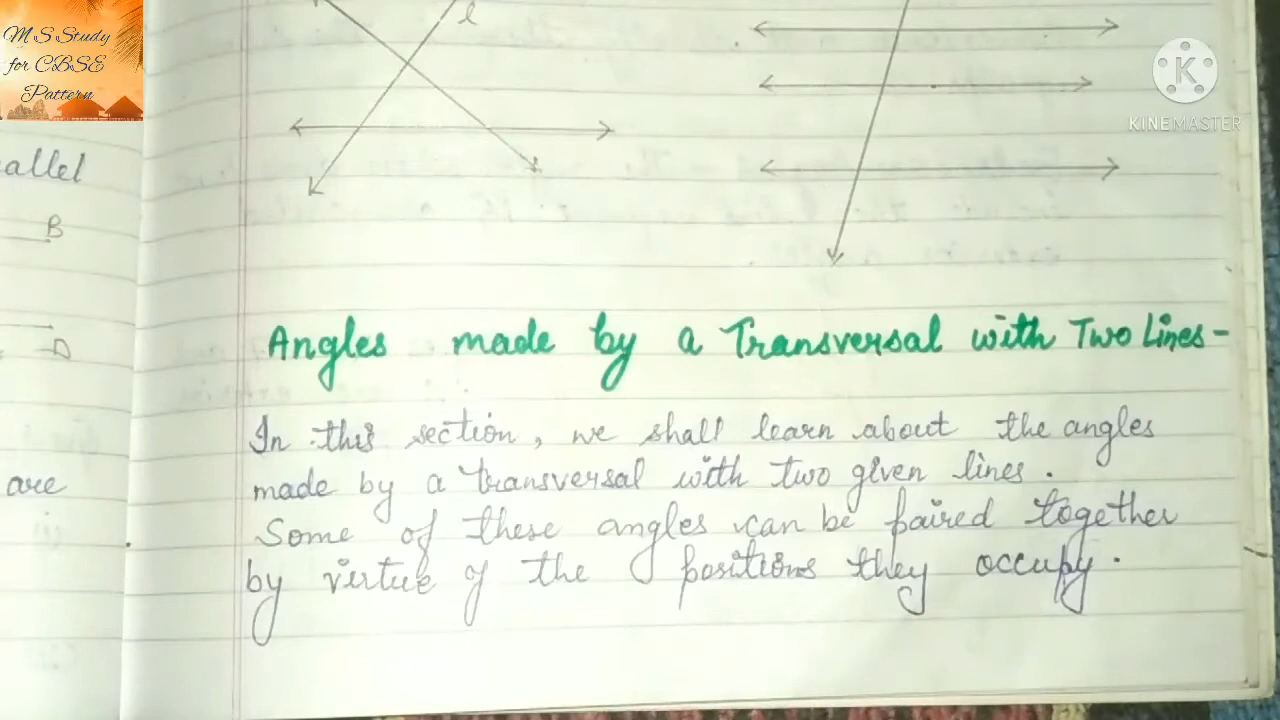 M S Study
for CBSE
Pattern
K
KINEMASTER
l
allel
B
D
are
Angles made by a Transversal with Two Lines-
In this section, we shall learn about the angles
made by a transversal with two given lines.
Some of these angles can be paired together
by virtue of the positions they occupy.